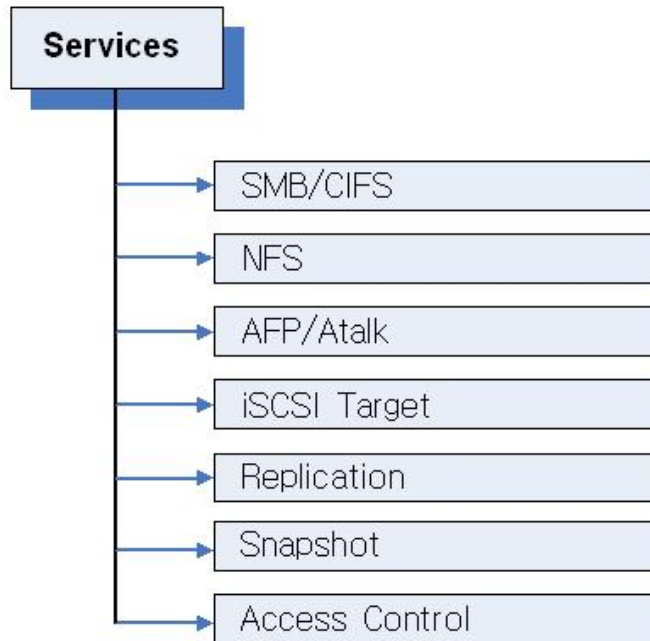 Services
SMB/CIFS
NFS
AFP/Atalk
iSCSI Target
Replication
Snapshot
Access Control